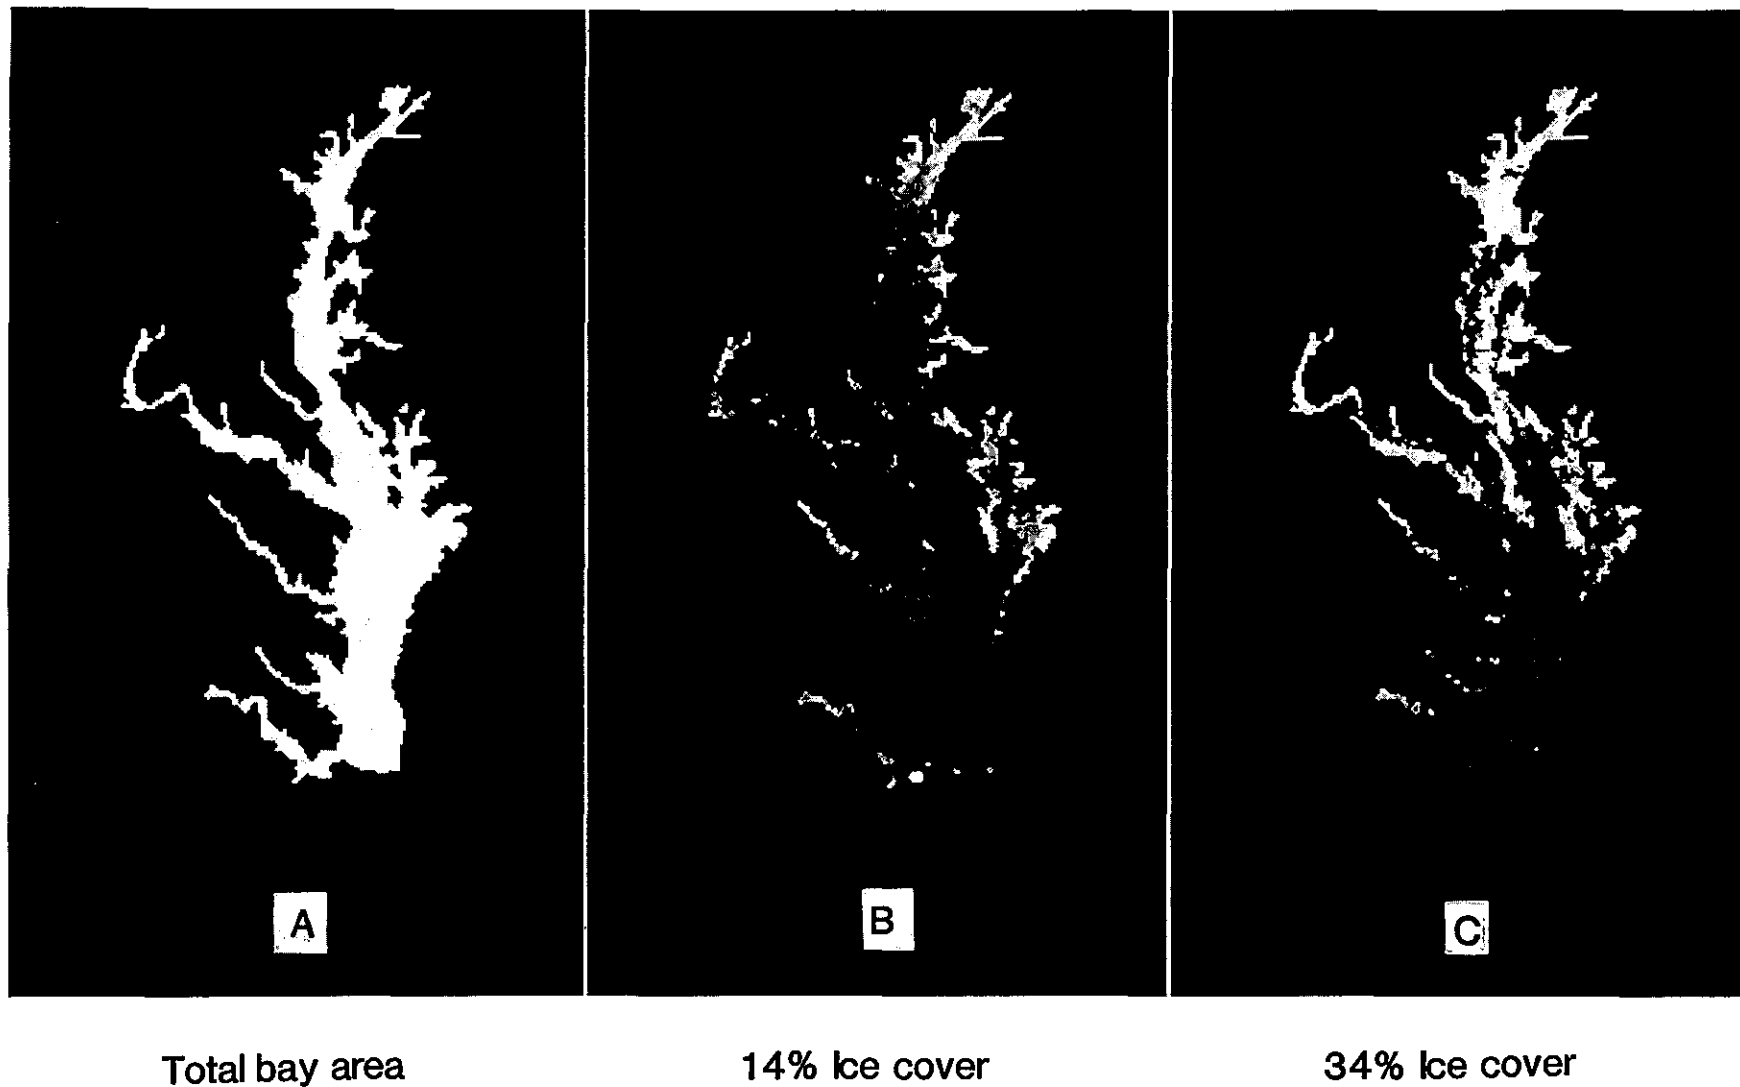 A
B
C
Total bay area
14% Ice cover
34% Ice cover